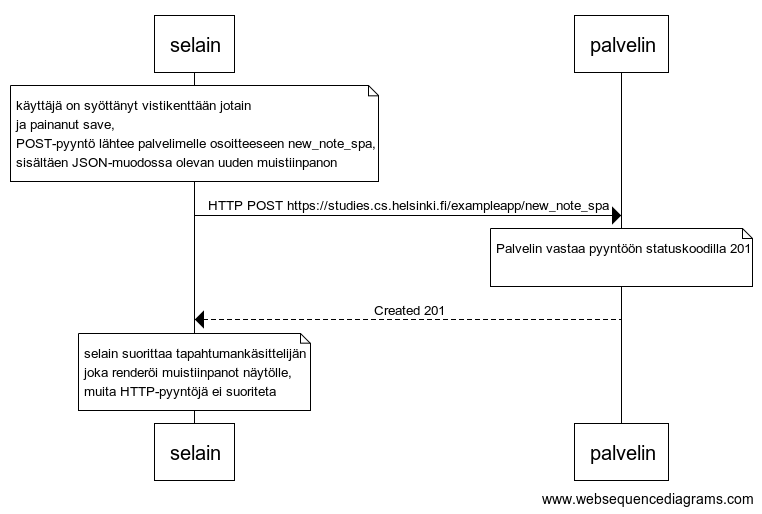 selain
palvelin
käyttäjä on syöttänyt vistikenttään jotain
ja painanut save,
POST-pyyntö lähtee palvelimelle osoitteeseen new_note_spa,
sisältäen JSON-muodossa olevan uuden muistiinpanon
HTTP POST https://studies.cs.helsinki.fi/exampleapp/new_note_spa
Palvelin vastaa pyyntöön statuskoodilla 201
Created 201
selain suorittaa tapahtumankäsittelijän
joka renderöi muistiinpanot näytölle,
muita HTTP-pyyntöjä ei suoriteta
selain
palvelin
www.websequencediagrams.com